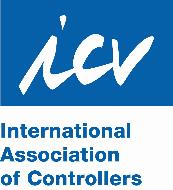 icv
International
Association
of Controllers